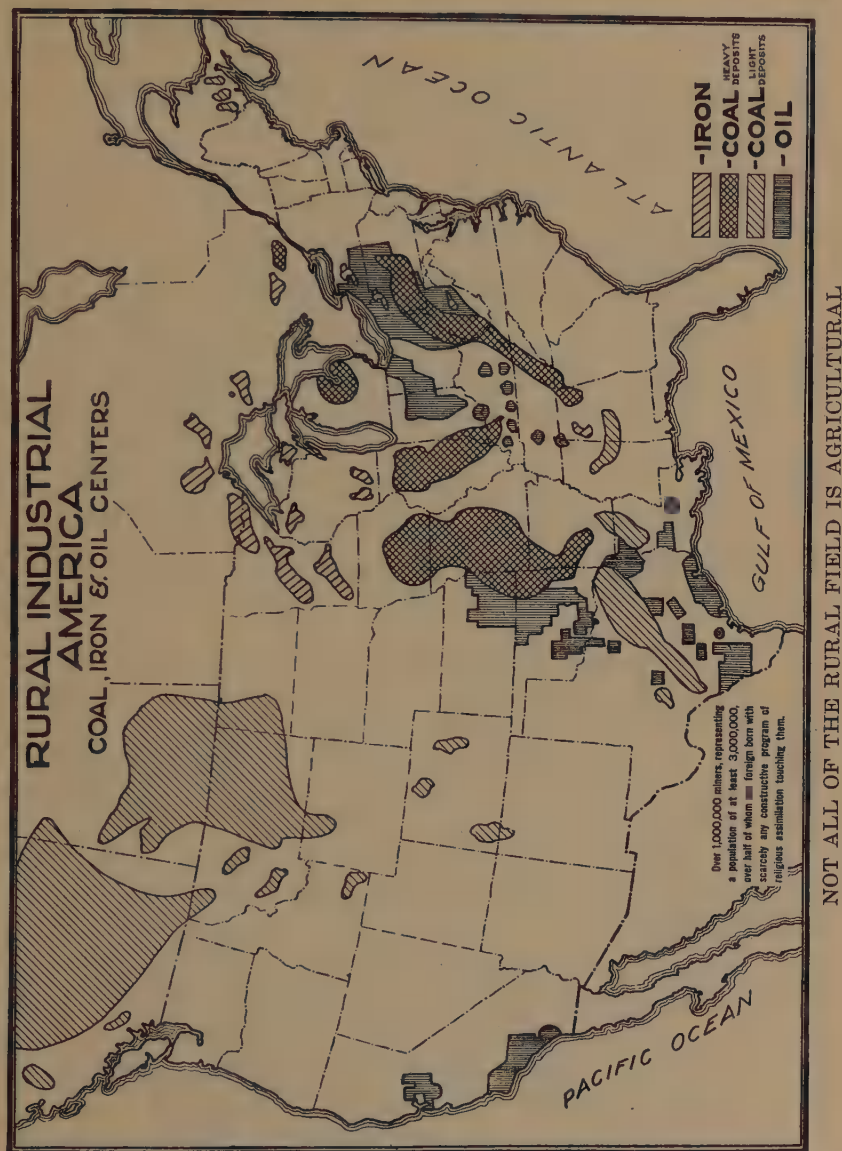 RURAL INDUSTRIAL
AMERICA
COAL, IRON & OIL CENTERS
ATLANTIC OCEAN
-IRON
-COAL HEAVY DEPOSITS
-COAL LIGHT DEPOSITS
-OIL
GULF OF MEXICO
PACIFIC OCEAN
Over 1,000,000 miners, representing
a population of at least 3,000,000,
over half of whom foreign born with
scarcely any constructive program of
religious assimilation touching them.
NOT ALL OF THE RURAL FIELD IS AGRICULTURAL